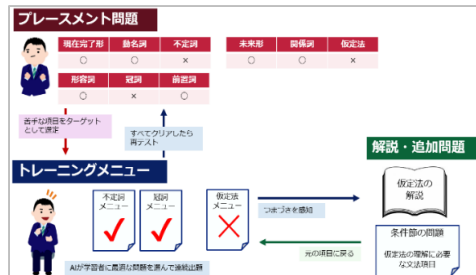 プレースメント問題
現在完了形 動名詞 不定詞 未来形 関係詞 仮定法
○ ○ × ○ ○ ×
形容詞 冠詞 前置詞
○ × ○
苦手な項目をターゲット
として選定
すべてクリアしたら
再テスト
トレーニングメニュー
解説・追加問題
不定詞
メニュー
冠詞
メニュー
仮定法
メニュー
つまづきを感知
仮定法の
解説
元の項目に戻る
条件部の問題
仮定法の理解に必要
な文法項目
AIが学習者に最適な問題を選んで連続出題